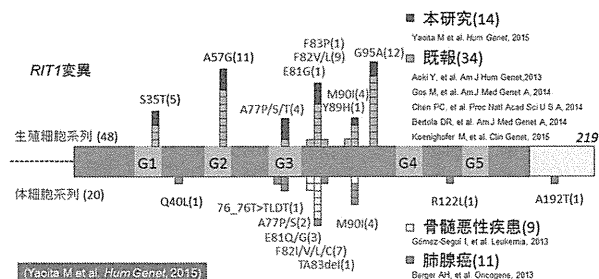 RIT1変異
F83P(1)
F82V/L(9)
E81G(1)
G95A(12)
A57G(11)
M90I(4)
Y89H(1)
S35T(5)
A77P/S/T(4)
生殖細胞系列 (48)
G1
G2
G3
G4
G5
219
体細胞系列 (20)
Q40L(1)
76_76T>TLDT(1)
A77P/S(2)
E81Q/G(3)
F82I/V/L/C(7)
TA83del(1)
M90I(4)
R122L(1)
A192T(1)
本研究(14)
Yaoita M et al. Hum Genet, 2015
既報(34)
Aoki Y, et al. Am J Hum Genet, 2013
Gos M, et al. Am J Med Genet A, 2014
Chen PC, et al. Proc Natl Acad Sci U S A, 2014
Bertola DR, et al. Am J Med Genet A, 2014
Koenighofer M, et al. Clin Genet, 2015
骨髄悪性疾患(9)
Gómez-Seguí I, et al. Leukemia, 2013
肺腺癌(11)
Berger AH, et al. Oncogene, 2013
(Yaoita M et al. Hum Genet, 2015)